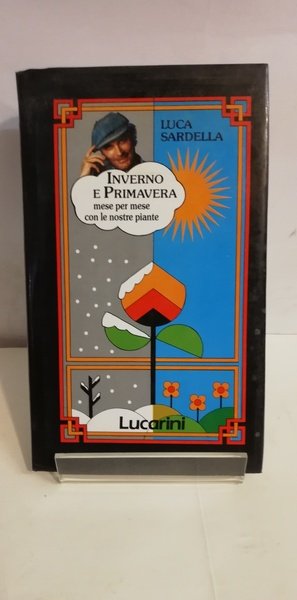 LUCA
SARDELLA
INVERNO
E PRIMAVERA
mese per mese
con le nostre piante
Lucarini